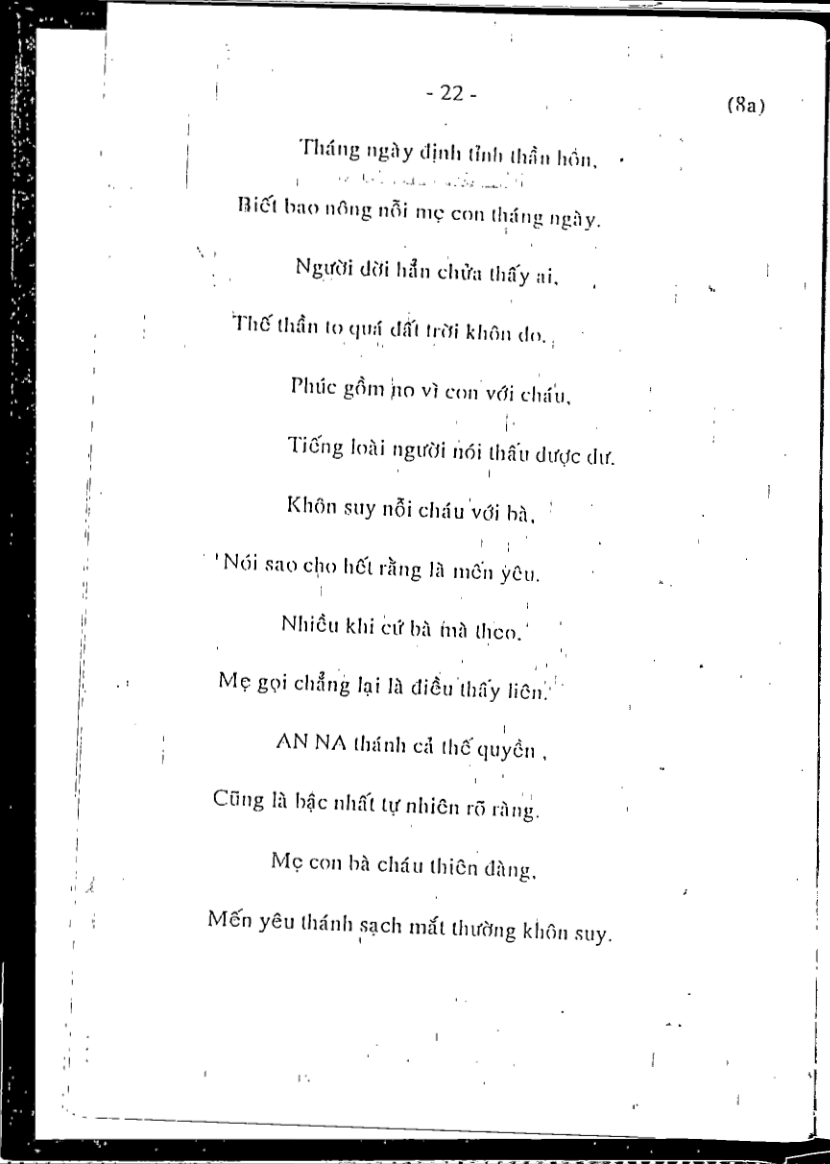 - 22 -
(8a)
Tháng ngày định tỉnh thần hôn,
Biết bao nông nỗi mẹ con tháng ngày.
Người dời hẳn chửa thấy ai,
Thế thần to quá dất trời khôn do.
Phúc gồm no vì con với cháu,
Tiếng loài người nói thấu dược dư.
Khôn suy nỗi cháu với bà,
Nói sao cho hết rằng là mến yêu.
Nhiều khi cứ bà mà theo.
Mẹ gọi chẳng lại là điều thấy liên.
AN NA thánh cả thế quyền ,
Cũng là bậc nhất tự nhiên rõ ràng.
Mẹ con bà cháu thiên đàng,
Mến yêu thánh sạch mắt thường khôn suy.